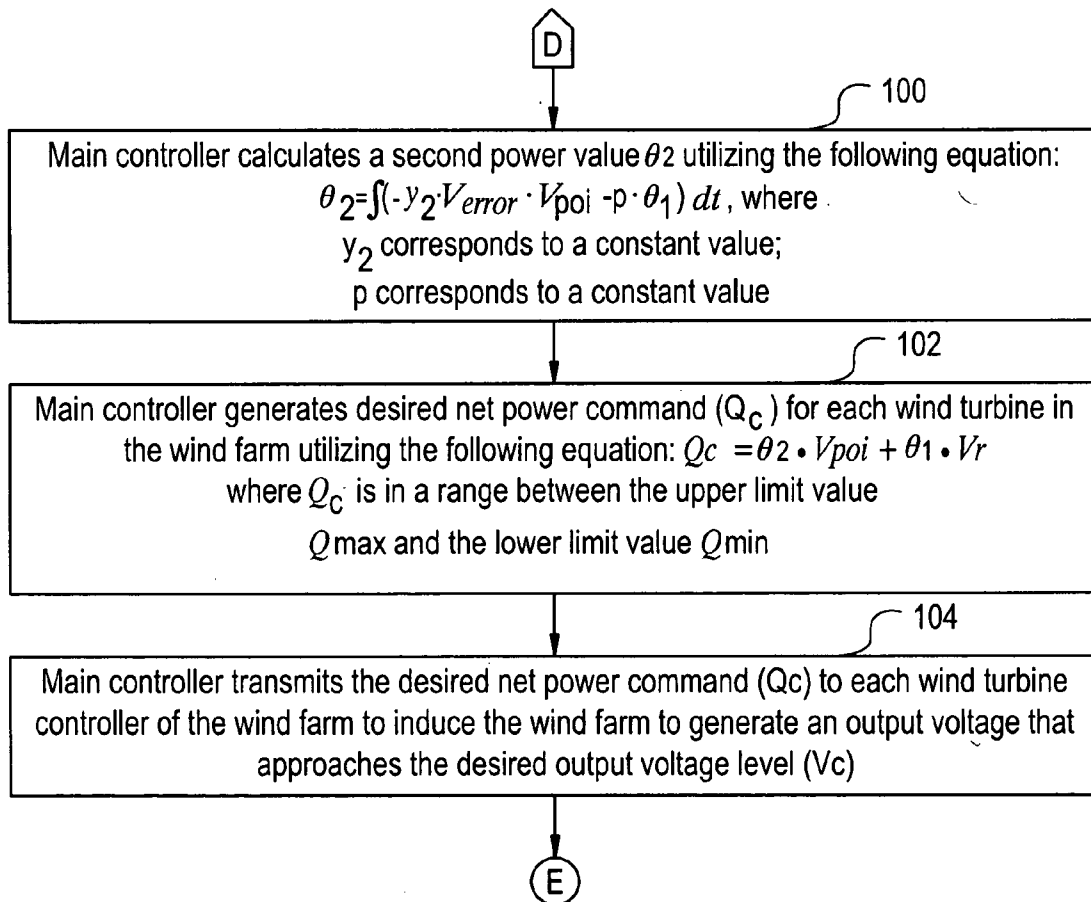 D
100
Main controller calculates a second power value θ2 utilizing the following equation:
θ2=∫(-y2·Verror · Vpoi -p· θ1) dt , where
y2 corresponds to a constant value;
p corresponds to a constant value
102
Main controller generates desired net power command (Qc) for each wind turbine in
the wind farm utilizing the following equation: Qc =θ2 • Vpoi + θ1 • Vr
where Qc is in a range between the upper limit value
Qmax and the lower limit value Qmin
104
Main controller transmits the desired net power command (Qc) to each wind turbine
controller of the wind farm to induce the wind farm to generate an output voltage that
approaches the desired output voltage level (Vc)
E